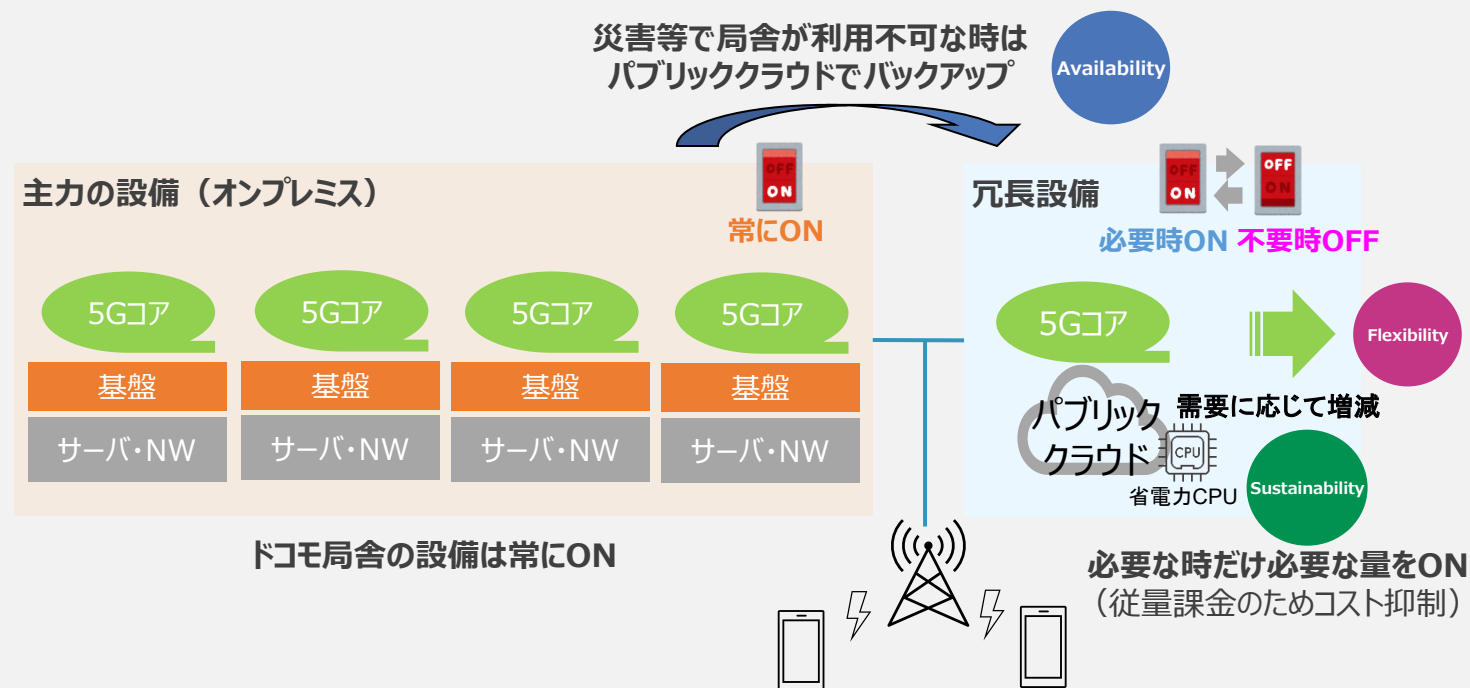 災害等で局舎が利用不可な時は
パブリッククラウドでバックアップ
Availability
主力の設備（オンプレミス）
OFF
ON
常にON
冗長設備
OFF
ON
OFF
ON
必要時ON 不要時OFF
5Gコア
5Gコア
5Gコア
5Gコア
基盤
基盤
基盤
基盤
サーバ・NW
サーバ・NW
サーバ・NW
サーバ・NW
5Gコア
Flexibility
パブリック
クラウド
需要に応じて増減
CPU
省電力CPU
Sustainability
ドコモ局舎の設備は常にON
必要な時だけ必要な量をON
（従量課金のためコスト抑制）